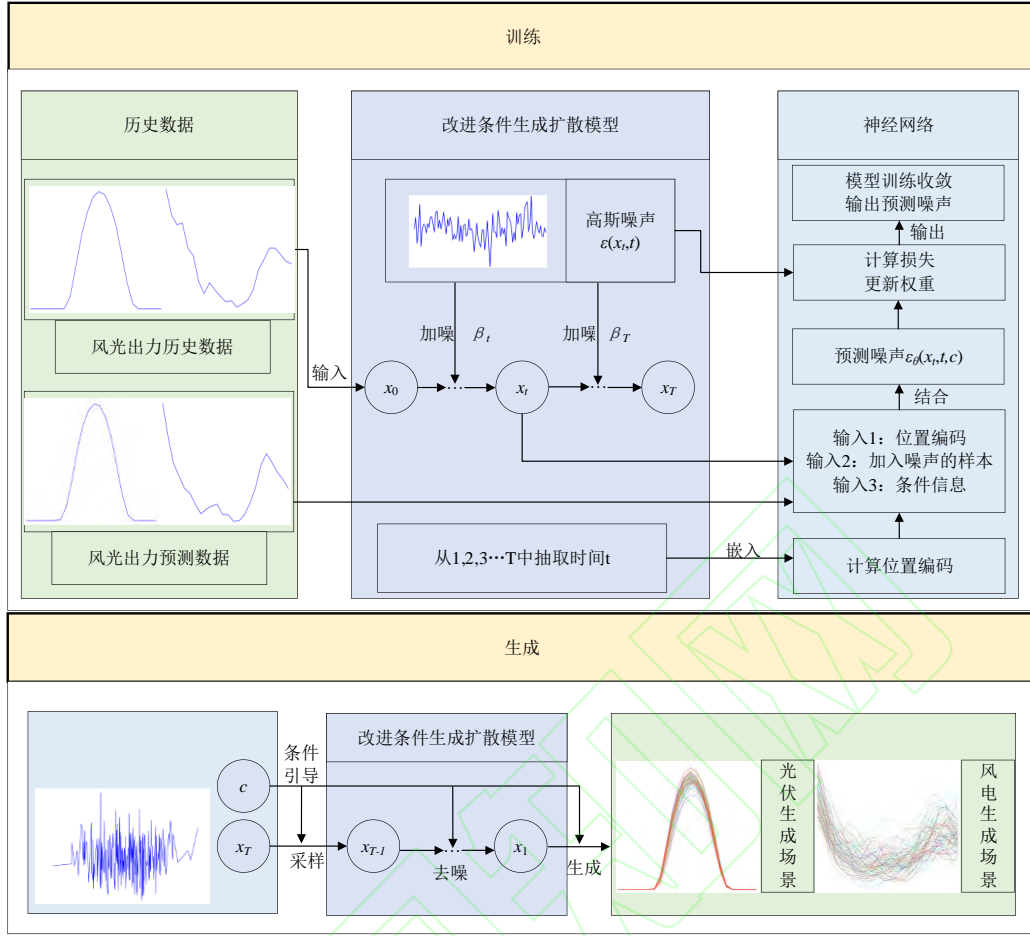 训练
历史数据
风光出力历史数据
风光出力预测数据
输入
改进条件生成扩散模型
高斯噪声
ε(xₜ,t)
加噪 βₜ
加噪 β_T
x₀
···
xₜ
···
x_T
从1,2,3···T中抽取时间t
嵌入
神经网络
模型训练收敛
输出预测噪声
输出
计算损失
更新权重
预测噪声ε_θ(xₜ,t,c)
结合
输入1：位置编码
输入2：加入噪声的样本
输入3：条件信息
计算位置编码
生成
c
x_T
条件
引导
采样
改进条件生成扩散模型
x_{T-1}
···
去噪
x₁
生成
光伏生成场景
风电生成场景